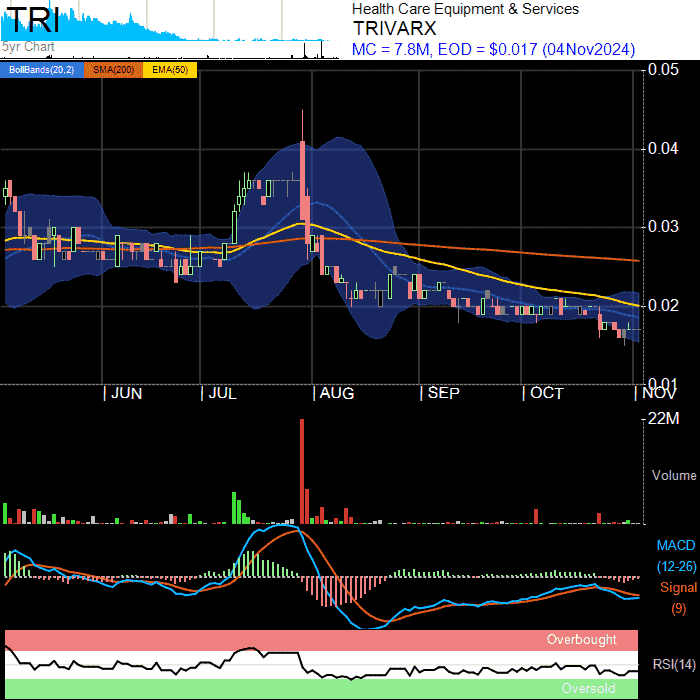 TRI
Health Care Equipment & Services
TRIVARX
5yr Chart
MC = 7.8M, EOD = $0.017 (04Nov2024)
BollBands(20,2) SMA(200) EMA(50)
0.05
0.04
0.03
0.02
0.01
JUN JUL AUG SEP OCT NOV
22M
Volume
MACD
(12-26)
Signal
(9)
Overbought
RSI(14)
Oversold